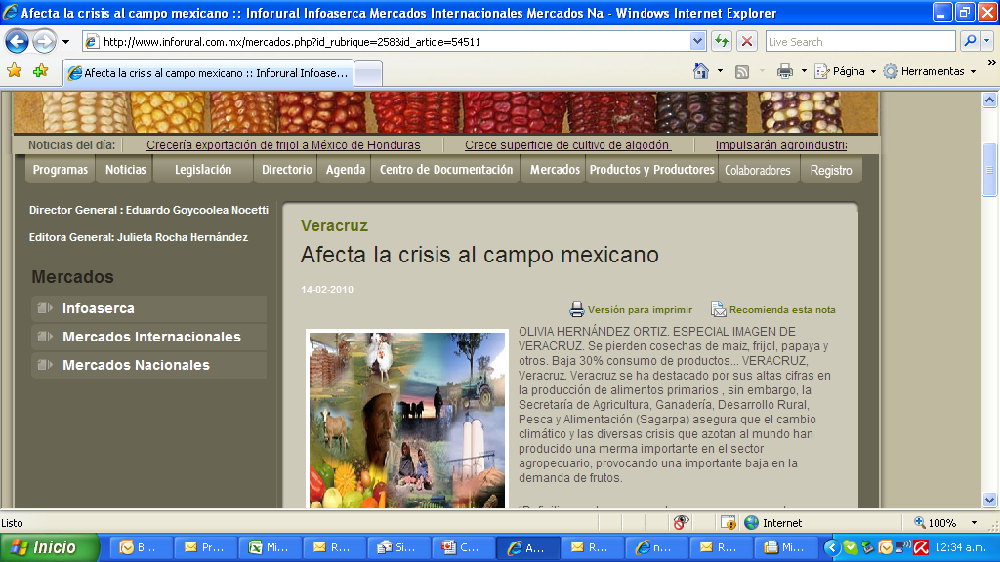 Afecta la crisis al campo mexicano :: Inforural Infoaserca Mercados Internacionales Mercados Na - Windows Internet Explorer
http://www.inforural.com.mx/mercados.php?id_rubrique=258&id_article=54511
Live Search
Afecta la crisis al campo mexicano :: Inforural Infoase...
Página
Herramientas
Noticias del día:
Crecería exportación de frijol a México de Honduras
Crece superficie de cultivo de algodón
Impulsarán agroindustria
Programas
Noticias
Legislación
Directorio
Agenda
Centro de Documentación
Mercados
Productos y Productores
Colaboradores
Registro
Director General : Eduardo Goycoolea Nocetti
Editora General: Julieta Rocha Hernández
Mercados
Infoaserca
Mercados Internacionales
Mercados Nacionales
Veracruz
Afecta la crisis al campo mexicano
14-02-2010
Versión para imprimir
Recomienda esta nota
OLIVIA HERNÁNDEZ ORTIZ. ESPECIAL IMAGEN DE
VERACRUZ. Se pierden cosechas de maíz, frijol, papaya y
otros. Baja 30% consumo de productos... VERACRUZ,
Veracruz. Veracruz se ha destacado por sus altas cifras en
la producción de alimentos primarios , sin embargo, la
Secretaría de Agricultura, Ganadería, Desarrollo Rural,
Pesca y Alimentación (Sagarpa) asegura que el cambio
climático y las diversas crisis que azotan al mundo han
producido una merma importante en el sector
agropecuario, provocando una importante baja en la
demanda de frutos.
Listo
Internet
100%
Inicio
B...
Pr...
Mi...
R...
Si...
C...
A...
R...
n...
R...
Mi...
12:34 a.m.